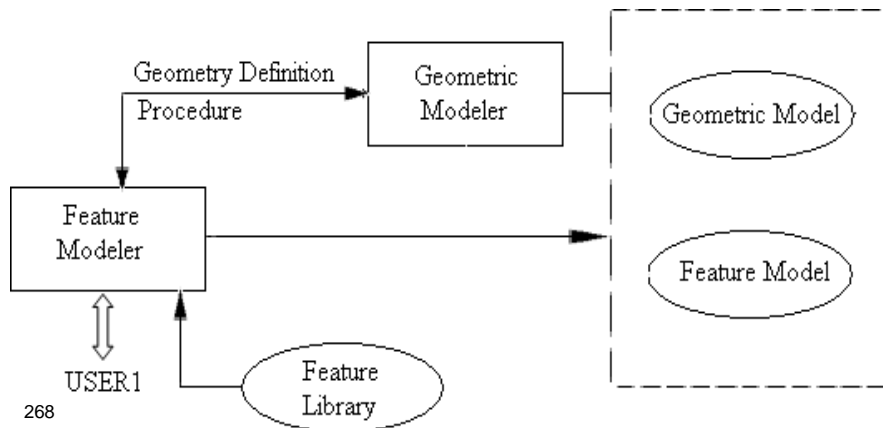 Geometry Definition
Procedure
Geometric
Modeler
Geometric Model
Feature
Modeler
Feature Model
USER1
Feature
Library
268